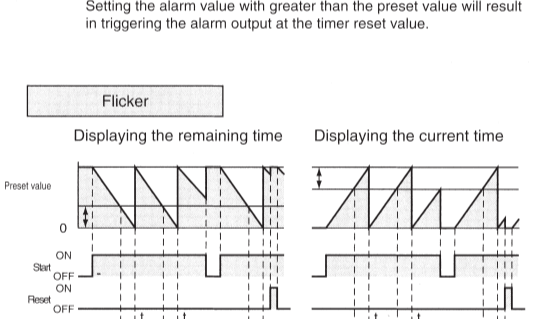 Setting the alarm value with greater than the preset value will result
in triggering the alarm output at the timer reset value.
Flicker
Displaying the remaining time
Displaying the current time
Preset value
0
ON
Start
OFF
ON
Reset
OFF
t
t
t
t